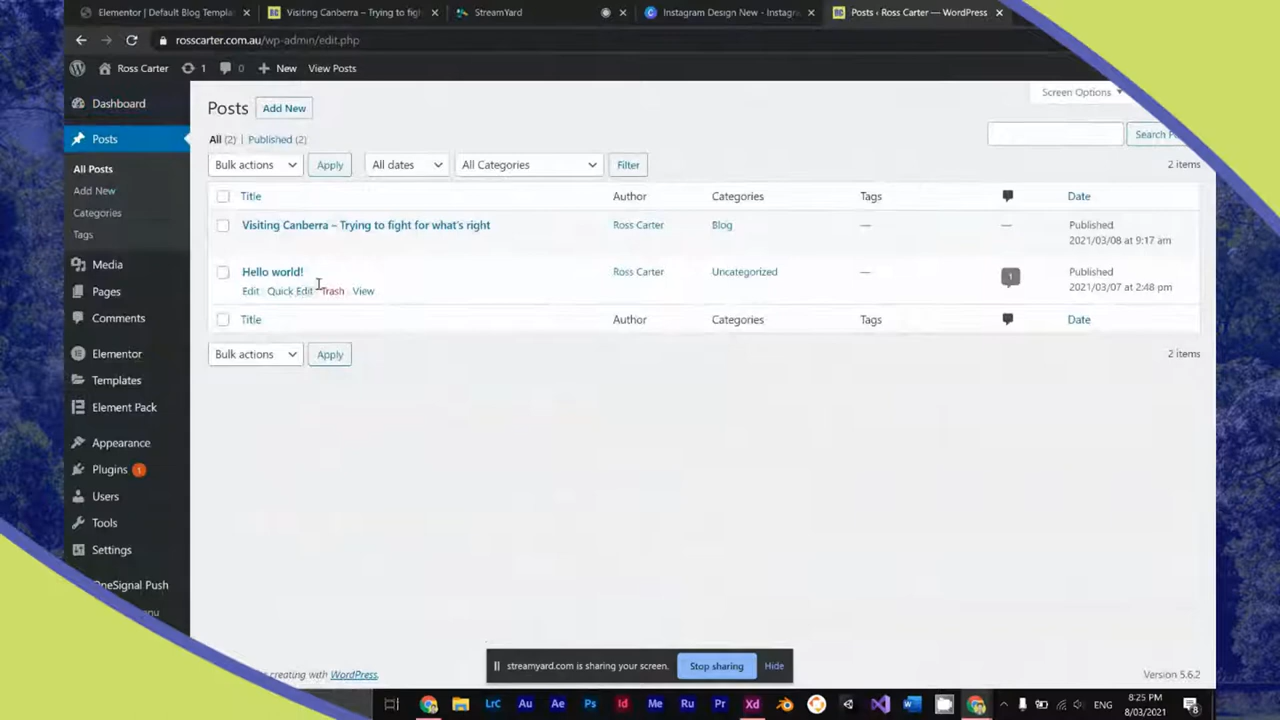 Elementor | Default Blog Templa
Visiting Canberra – Trying to figh
StreamYard
Instagram Design New - Instagra
Posts ‹ Ross Carter — WordPress
rosscarter.com.au/wp-admin/edit.php
Ross Carter 1 0 New View Posts
Dashboard
Posts
All Posts
Add New
Categories
Tags
Media
Pages
Comments
Elementor
Templates
Element Pack
Appearance
Plugins 1
Users
Tools
Settings
OneSignal Push
Posts Add New
Screen Options
All (2) | Published (2)
Search
Bulk actions Apply All dates All Categories Filter 2 items
Title Author Categories Tags Date
Visiting Canberra – Trying to fight for what's right Ross Carter Blog — — Published
2021/03/08 at 9:17 am
Hello world! Ross Carter Uncategorized — 1 Published
2021/03/07 at 2:48 pm
Edit Quick Edit Trash View
Title Author Categories Tags Date
Bulk actions Apply 2 items
streamyard.com is sharing your screen. Stop sharing Hide
creating with WordPress. Version 5.6.2
LrC Au Ae Ps Id Me Ru Pr Xd
8:25 PM
8/03/2021
8